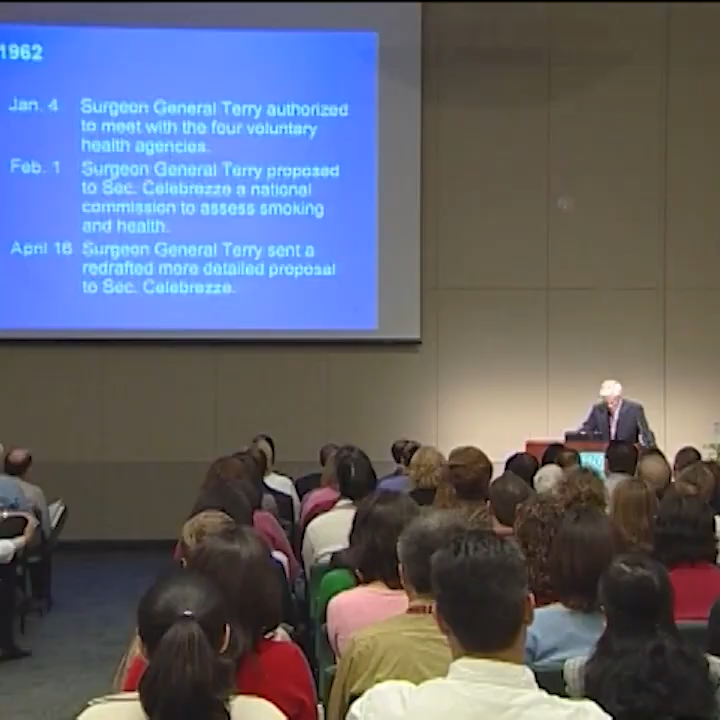 1962
Jan. 4 Surgeon General Terry authorized
to meet with the four voluntary
health agencies.
Feb. 1 Surgeon General Terry proposed
to Sec. Celebrezze a national
commission to assess smoking
and health.
April 16 Surgeon General Terry sent a
redrafted more detailed proposal
to Sec. Celebrezze.